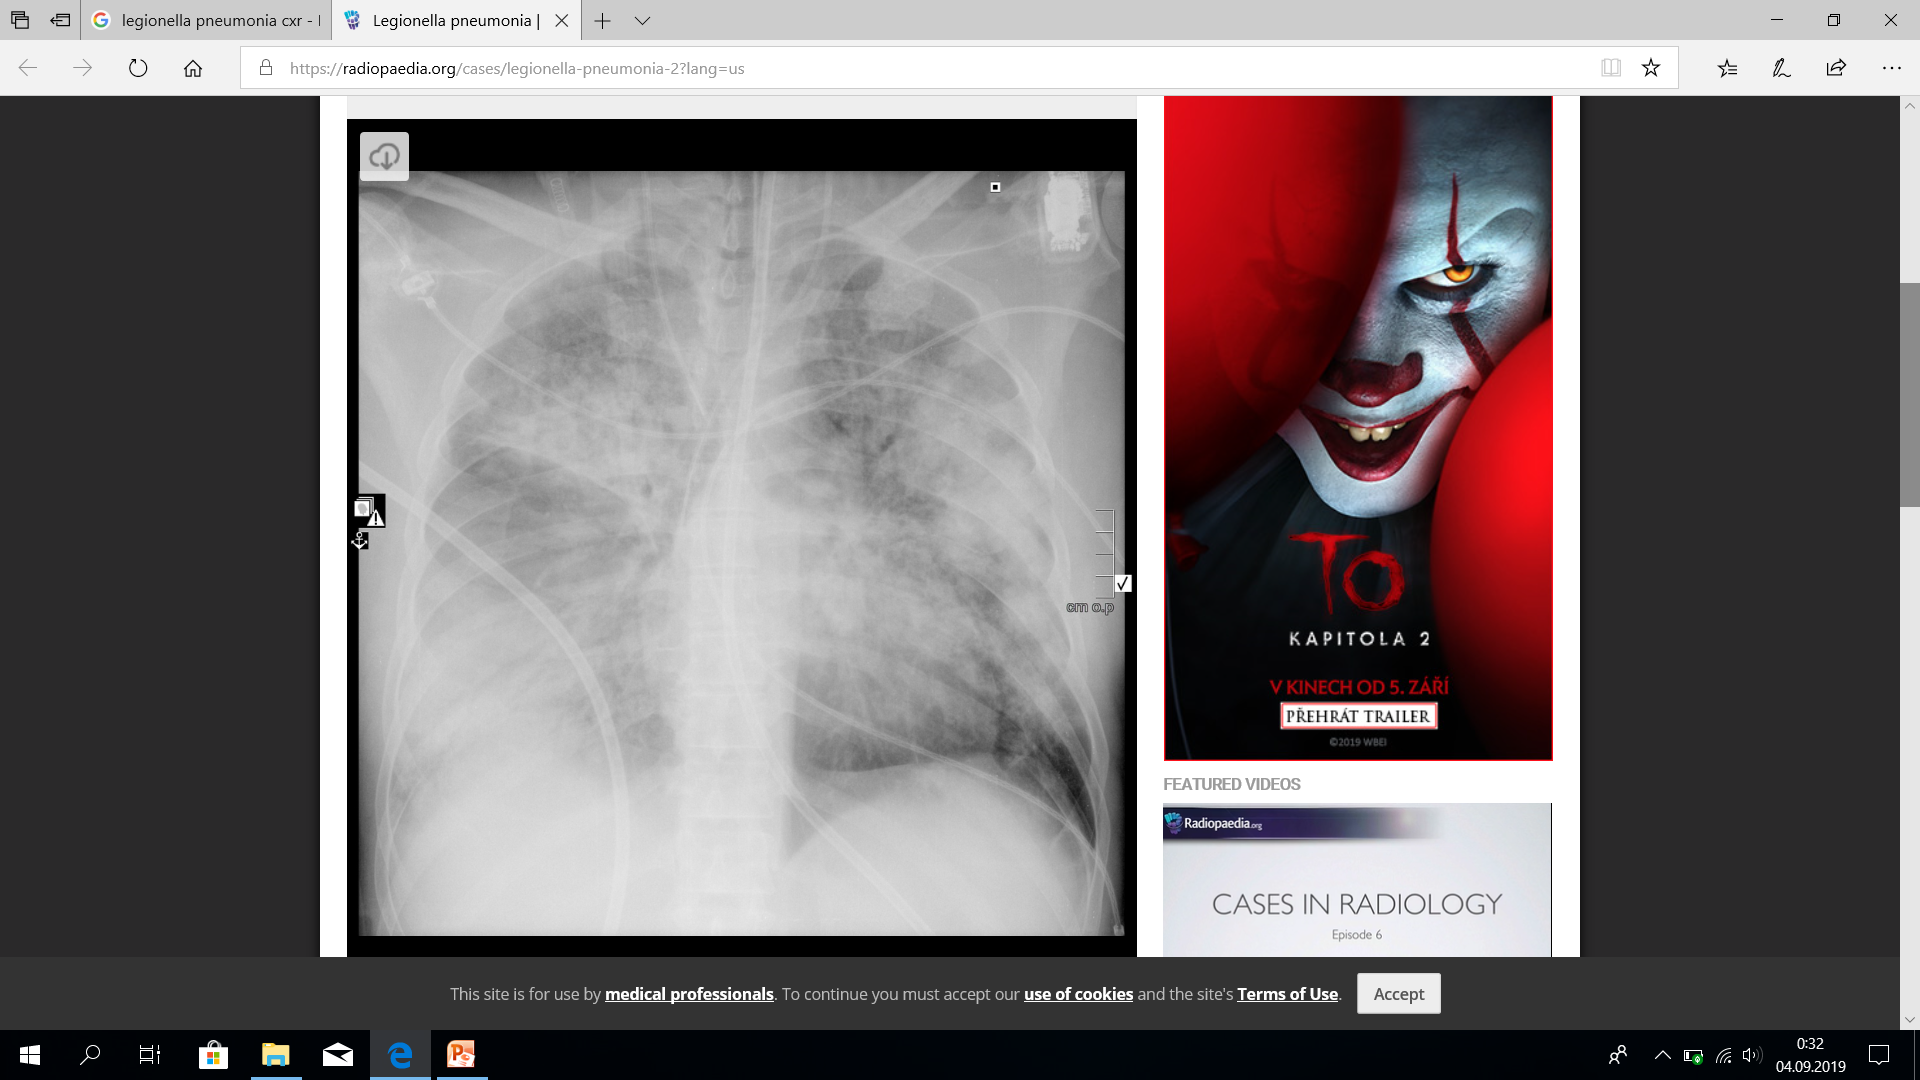 legionella pneumonia cxr - 
Legionella pneumonia |
https://radiopaedia.org/cases/legionella-pneumonia-2?lang=us
cm o.p
TO
KAPITOLA 2
V KINECH OD 5. ZÁŘÍ
PŘEHRÁT TRAILER
©2019 WBEI
FEATURED VIDEOS
Radiopaedia.org
CASES IN RADIOLOGY
Episode 6
This site is for use by medical professionals. To continue you must accept our use of cookies and the site's Terms of Use.
Accept
0:32
04.09.2019